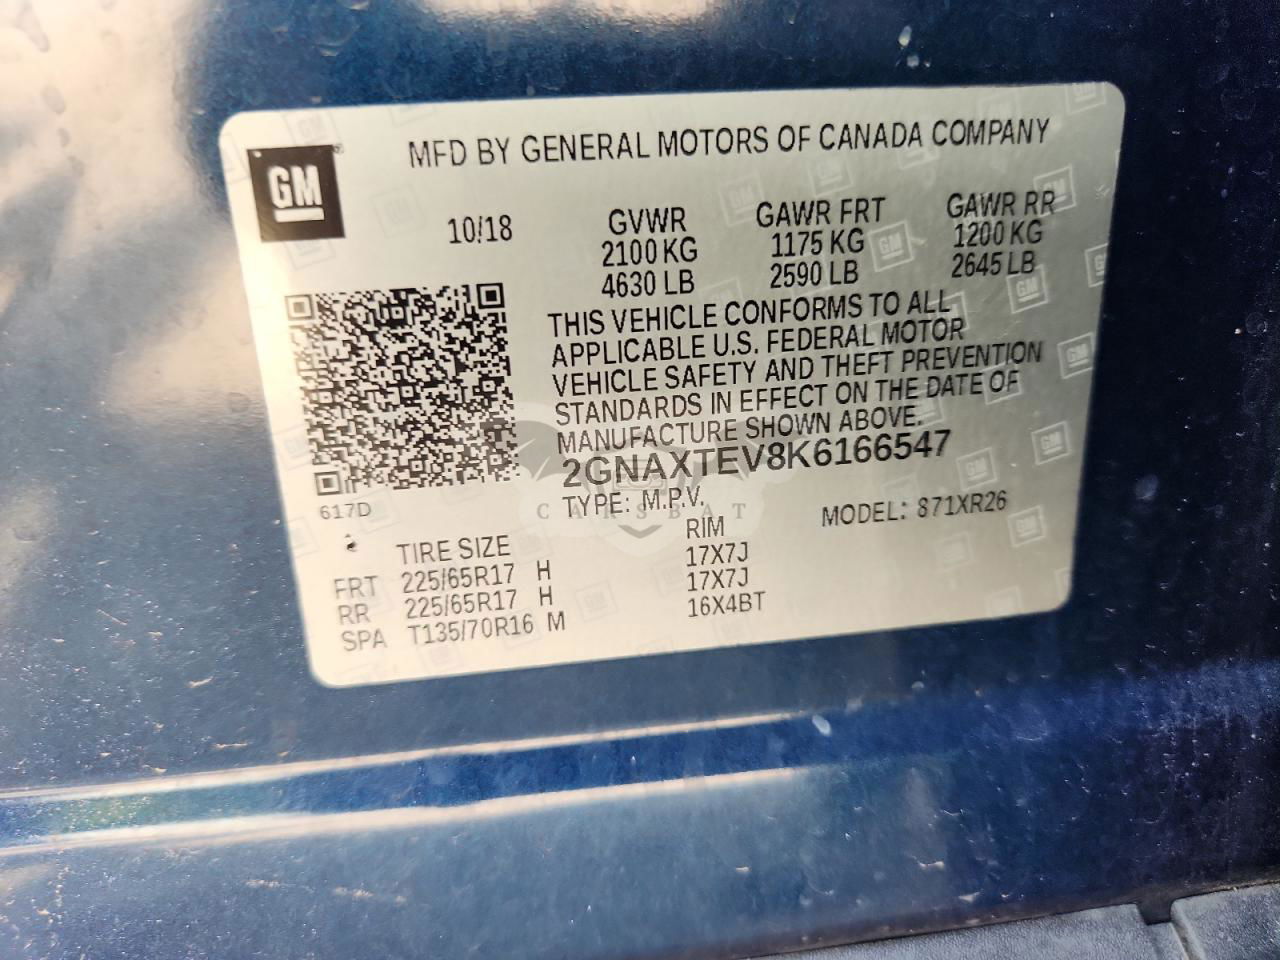 MFD BY GENERAL MOTORS OF CANADA COMPANY
GM
10/18 GVWR GAWR FRT GAWR RR
2100 KG 1175 KG 1200 KG
4630 LB 2590 LB 2645 LB
THIS VEHICLE CONFORMS TO ALL
APPLICABLE U.S. FEDERAL MOTOR
VEHICLE SAFETY AND THEFT PREVENTION
STANDARDS IN EFFECT ON THE DATE OF
MANUFACTURE SHOWN ABOVE.
2GNAXTEV8K6166547
617D TYPE: M.P.V. MODEL: 871XR26
CARSBAT
TIRE SIZE RIM
FRT 225/65R17 H 17X7J
RR 225/65R17 H 17X7J
SPA T135/70R16 M 16X4BT